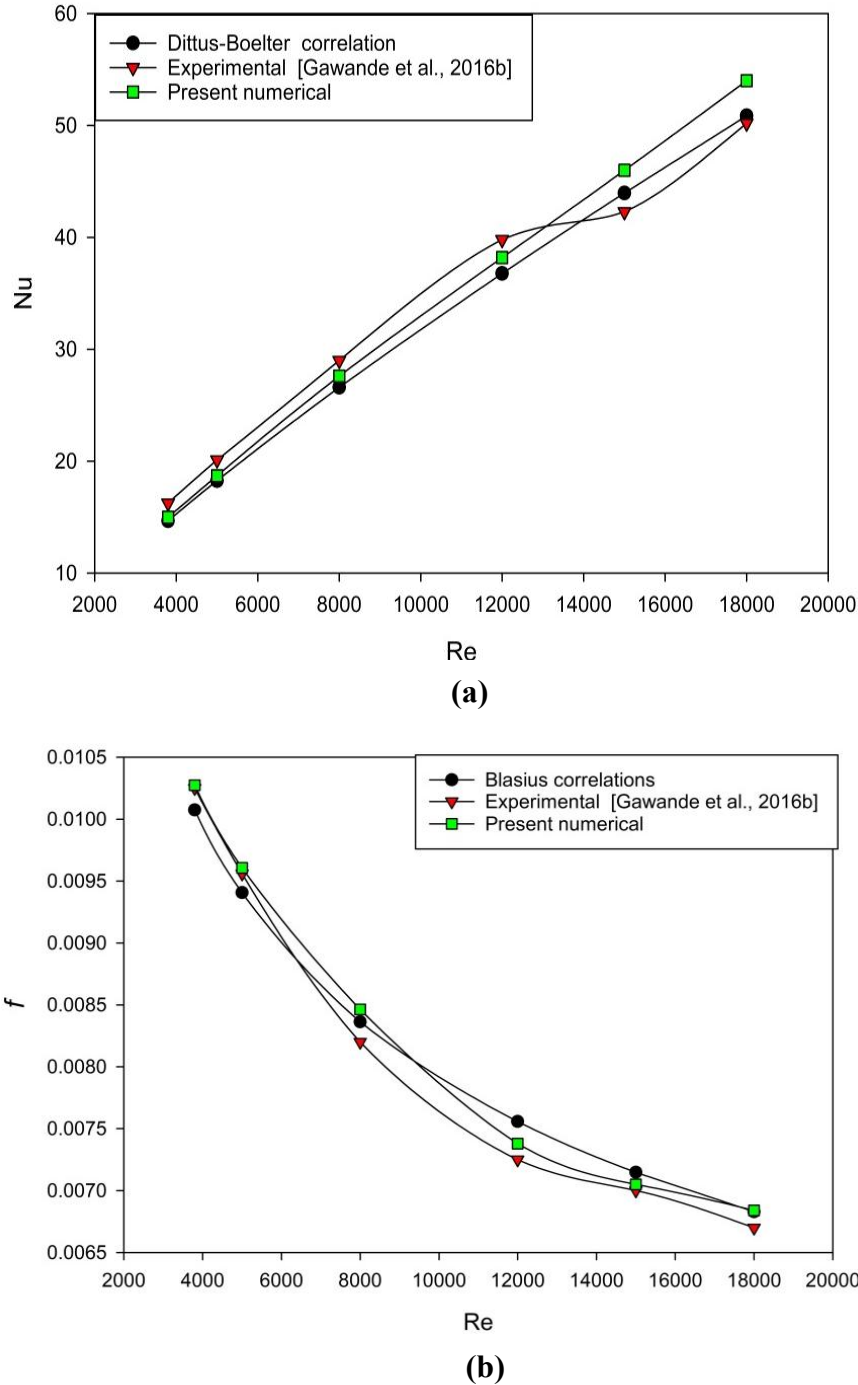 60
50
40
30
20
10
Nu
Dittus-Boelter correlation
Experimental [Gawande et al., 2016b]
Present numerical
2000 4000 6000 8000 10000 12000 14000 16000 18000 20000
Re
(a)
0.0105
0.0100
0.0095
0.0090
0.0085
0.0080
0.0075
0.0070
0.0065
f
Blasius correlations
Experimental [Gawande et al., 2016b]
Present numerical
2000 4000 6000 8000 10000 12000 14000 16000 18000 20000
Re
(b)